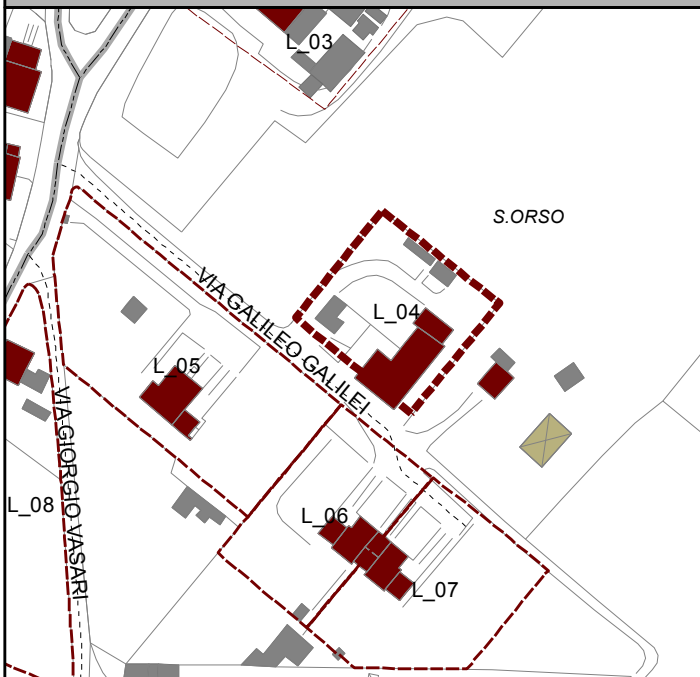 L_03
S.ORSO
VIA GALILEO GALILEI
L_04
L_05
VIA GIORGIO VASARI
L_08
L_06
L_07